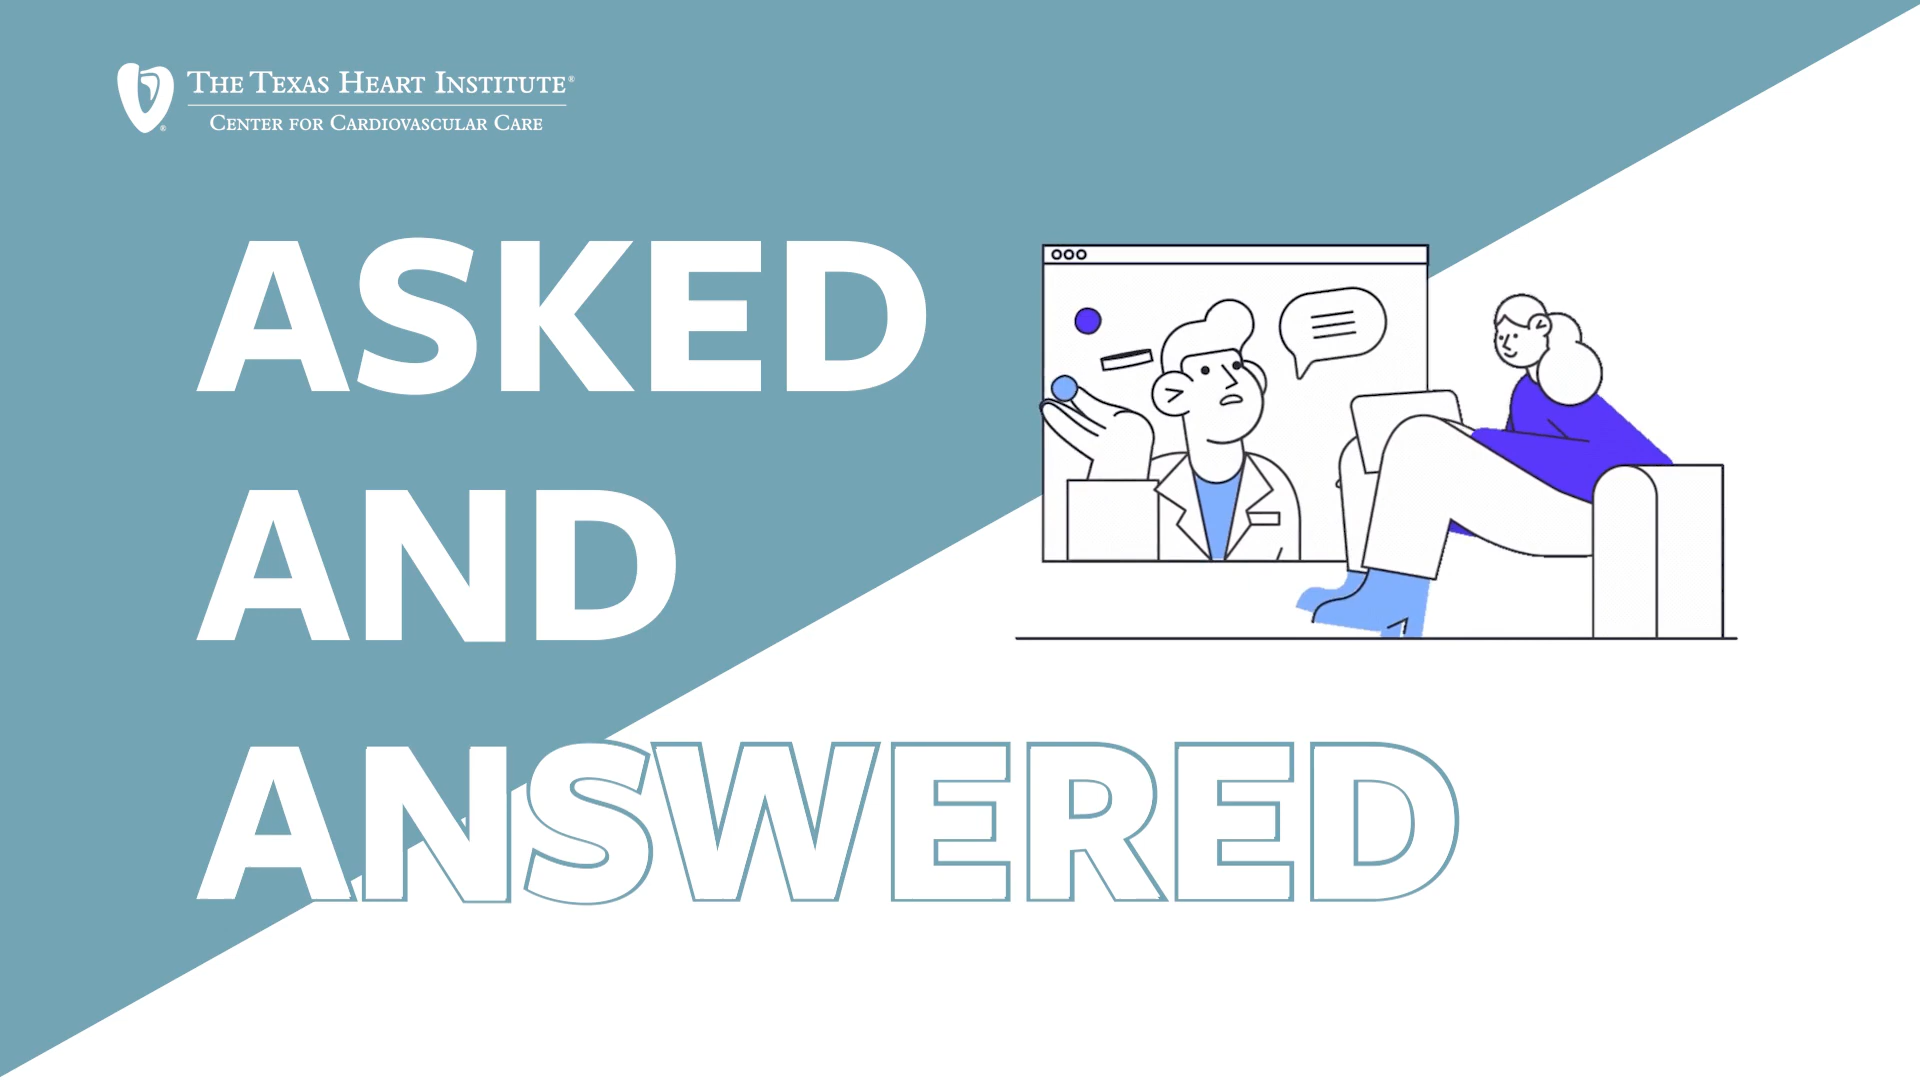 THE TEXAS HEART INSTITUTE®
CENTER FOR CARDIOVASCULAR CARE
®
ASKED
AND
ANSWERED